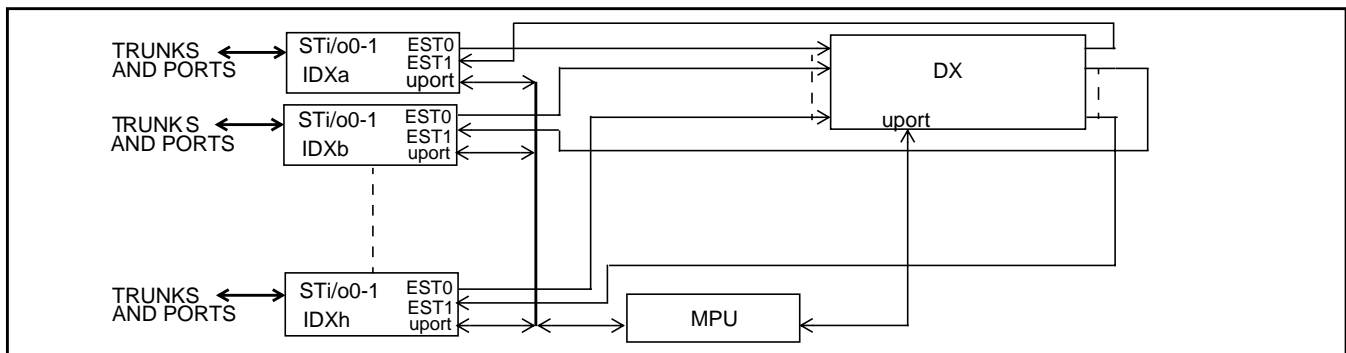 TRUNKS
AND PORTS
STi/o0-1
IDXa
EST0
EST1
uport
DX
uport
TRUNKS
AND PORTS
STi/o0-1
IDXb
EST0
EST1
uport
TRUNKS
AND PORTS
STi/o0-1
IDXh
EST0
EST1
uport
MPU